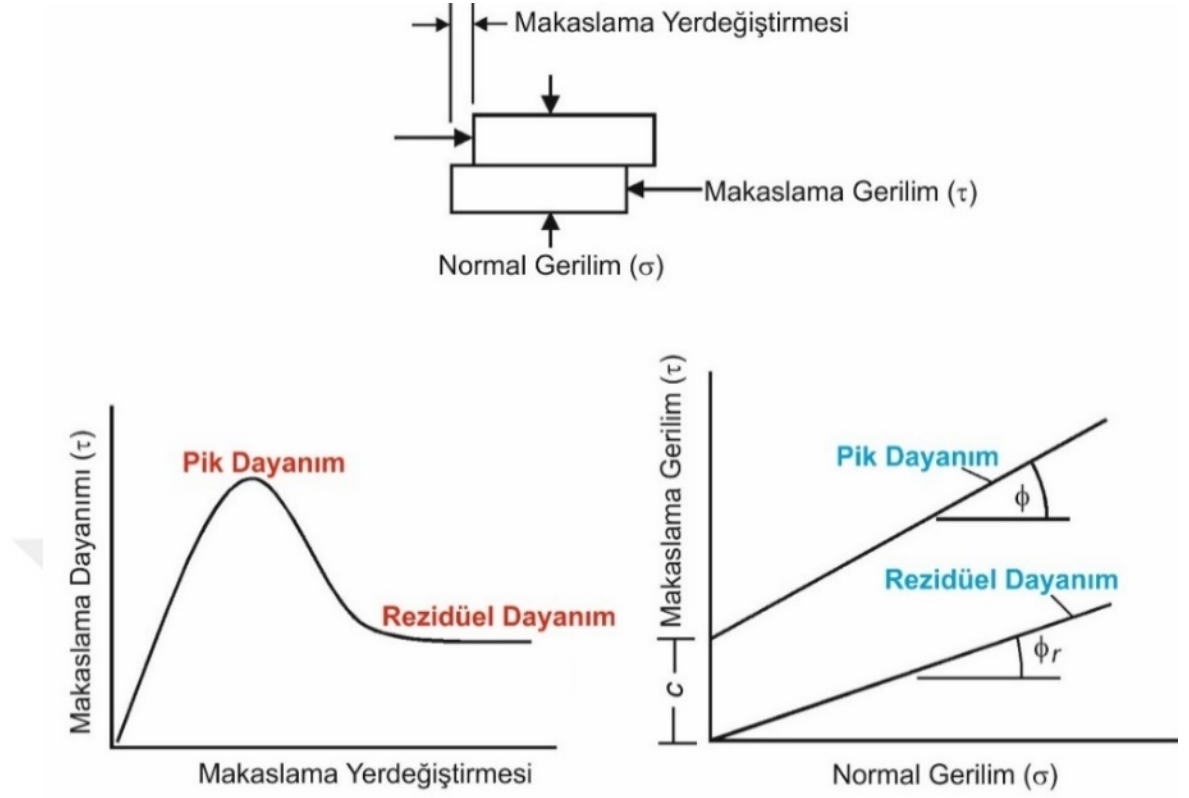 Makaslama Yerdeğiştirmesi
Makaslama Gerilim (τ)
Normal Gerilim (σ)
Makaslama Dayanımı (τ)
Pik Dayanım
Rezidüel Dayanım
Makaslama Yerdeğiştirmesi
Makaslama Gerilim (τ)
Pik Dayanım
ϕ
Rezidüel Dayanım
ϕr
c
Normal Gerilim (σ)